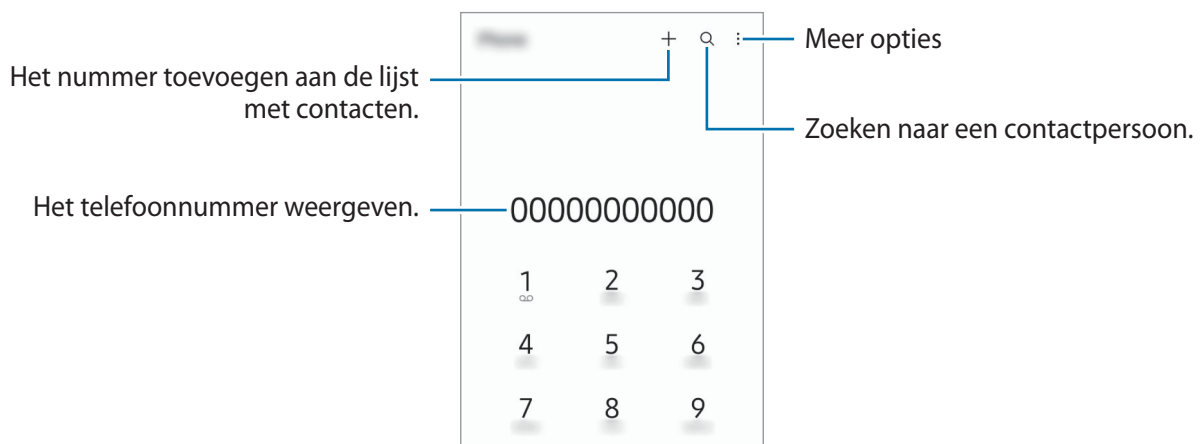 Meer opties
Het nummer toevoegen aan de lijst
met contacten.
Zoeken naar een contactpersoon.
Het telefoonnummer weergeven.
00000000000
1 2 3
4 5 6
7 8 9